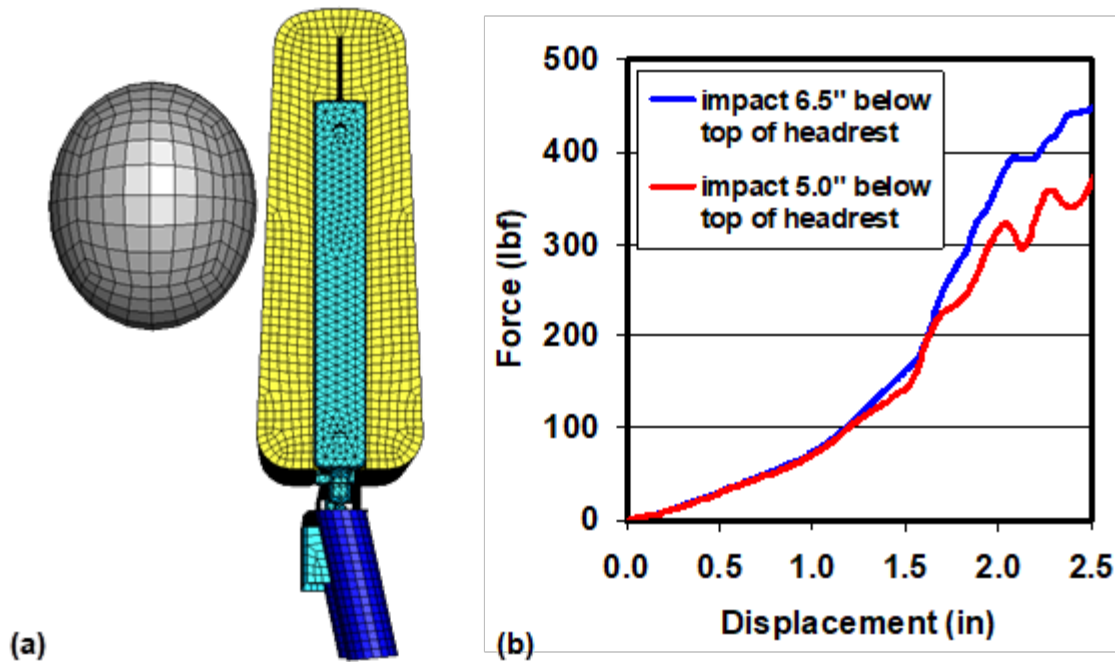 (a)
500
400
300
200
100
0
Force (lbf)
impact 6.5" below
top of headrest
impact 5.0" below
top of headrest
0.0 0.5 1.0 1.5 2.0 2.5
Displacement (in)
(b)